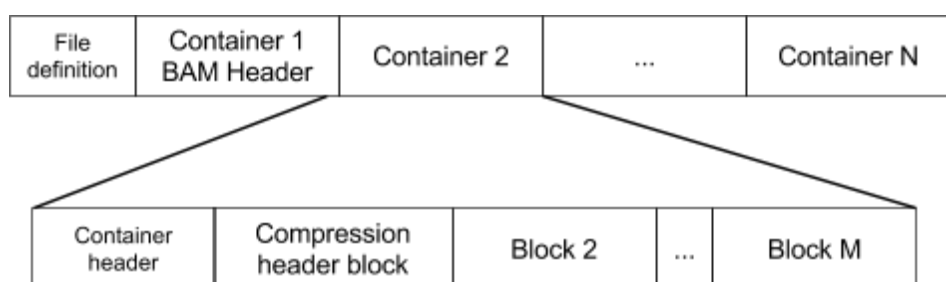 File
definition
Container 1
BAM Header
Container 2
...
Container N
Container
header
Compression
header block
Block 2
...
Block M